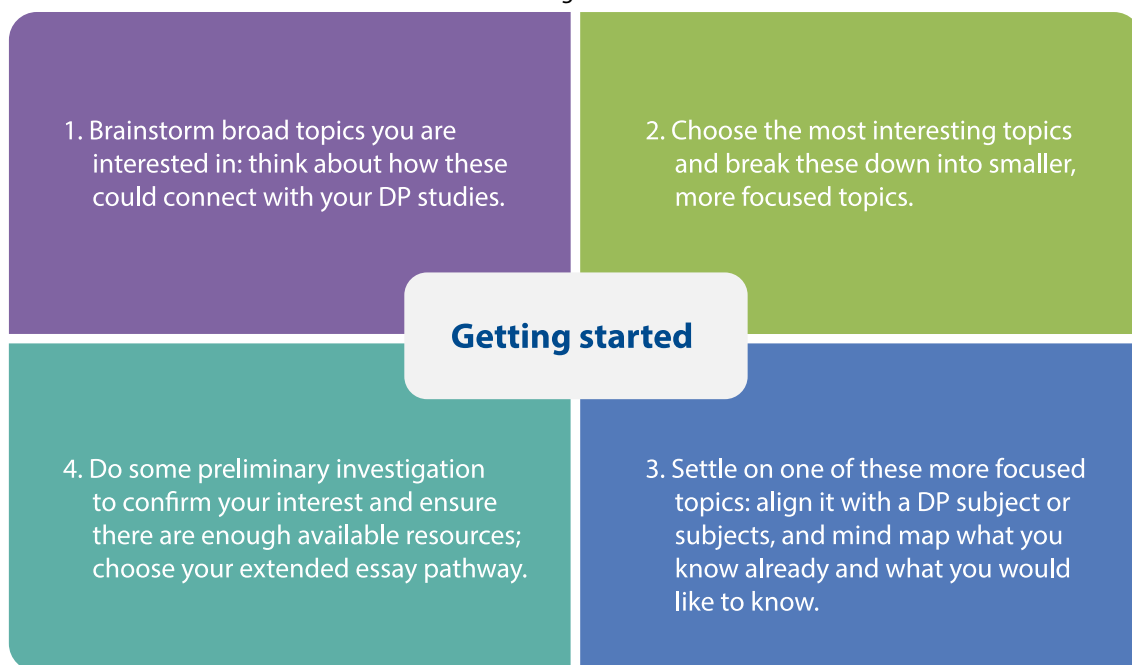 1. Brainstorm broad topics you are
interested in: think about how these
could connect with your DP studies.
2. Choose the most interesting topics
and break these down into smaller,
more focused topics.
Getting started
3. Settle on one of these more focused
topics: align it with a DP subject or
subjects, and mind map what you
know already and what you would
like to know.
4. Do some preliminary investigation
to confirm your interest and ensure
there are enough available resources;
choose your extended essay pathway.